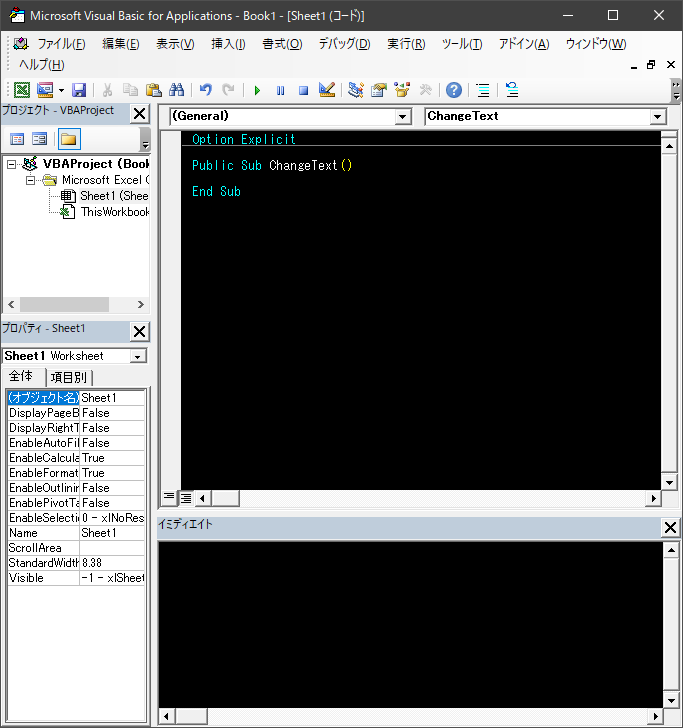 Microsoft Visual Basic for Applications - Book1 - [Sheet1 (コード)]
ファイル(F) 編集(E) 表示(V) 挿入(I) 書式(O) デバッグ(D) 実行(R) ツール(T) アドイン(A) ウィンドウ(W)
ヘルプ(H)
プロジェクト - VBAProject
VBAProject (Book
Microsoft Excel (
Sheet1 (Shee
ThisWorkbook
プロパティ - Sheet1
Sheet1 Worksheet
全体 項目別
(オブジェクト名) Sheet1
DisplayPageB False
DisplayRightT False
EnableAutoFil False
EnableCalcula True
EnableFormat True
EnableOutlinin False
EnablePivotTa False
EnableSelectio 0 - xlNoRes
Name Sheet1
ScrollArea
StandardWidth 8.38
Visible -1 - xlSheet
(General) ChangeText
Option Explicit
Public Sub ChangeText()
End Sub
イミディエイト